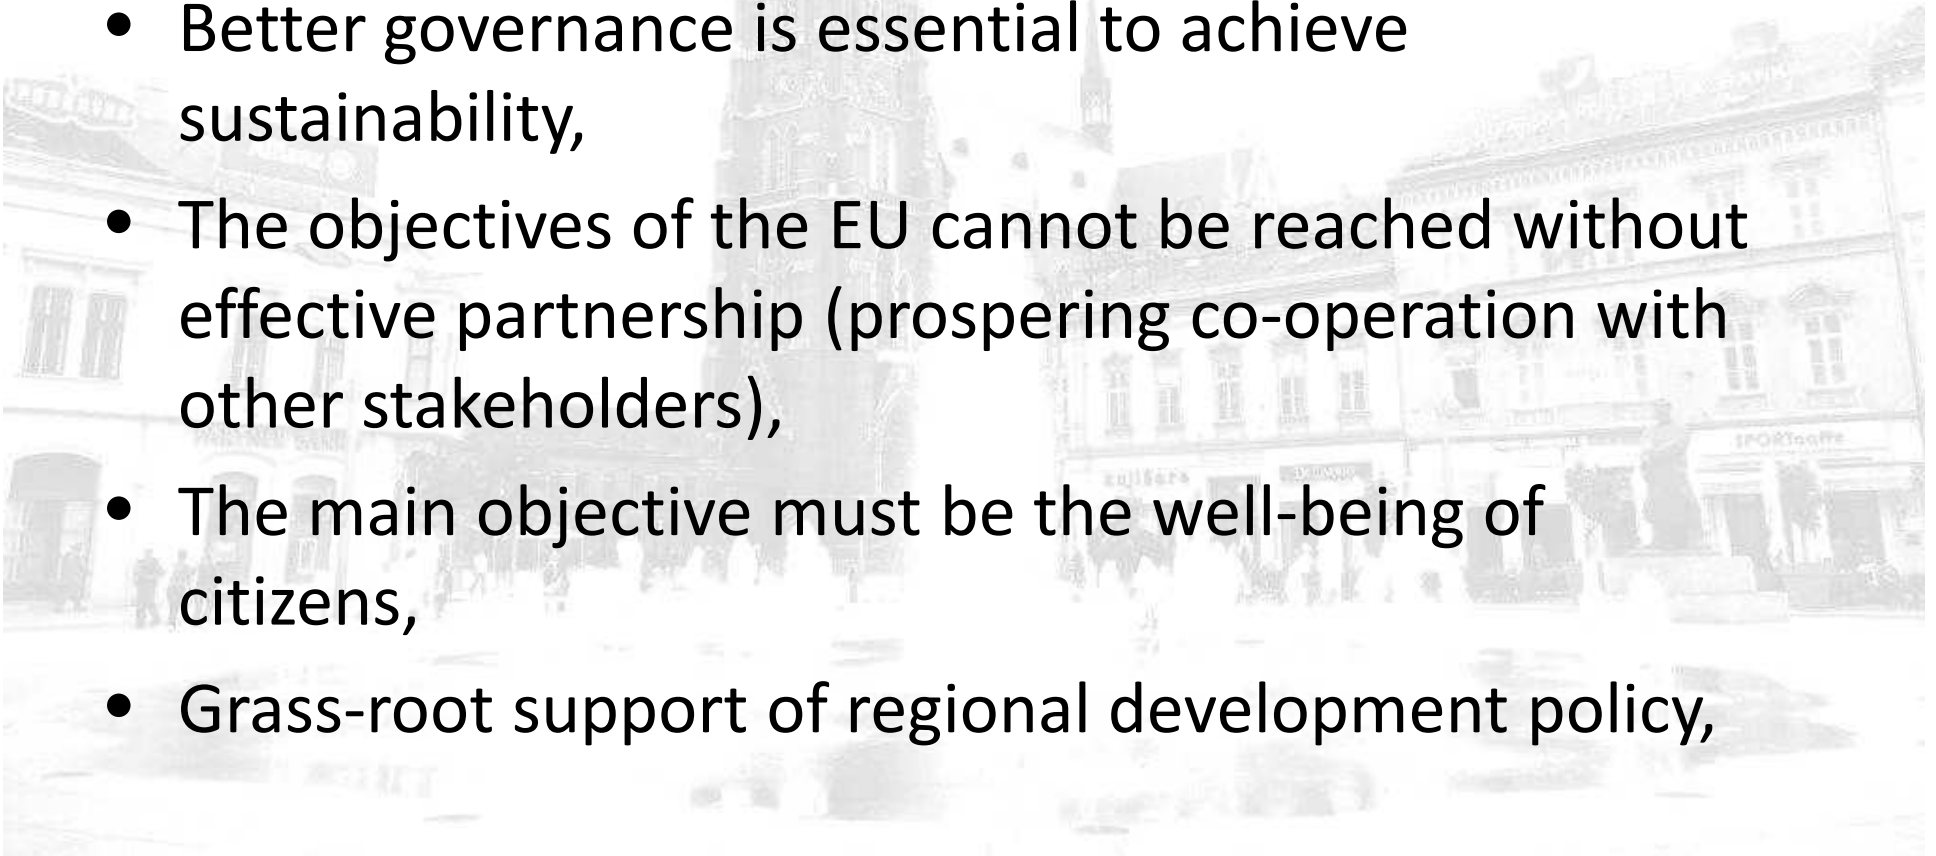 • Better governance is essential to achieve
sustainability,
• The objectives of the EU cannot be reached without
effective partnership (prospering co-operation with
other stakeholders),
• The main objective must be the well-being of
citizens,
• Grass-root support of regional development policy,